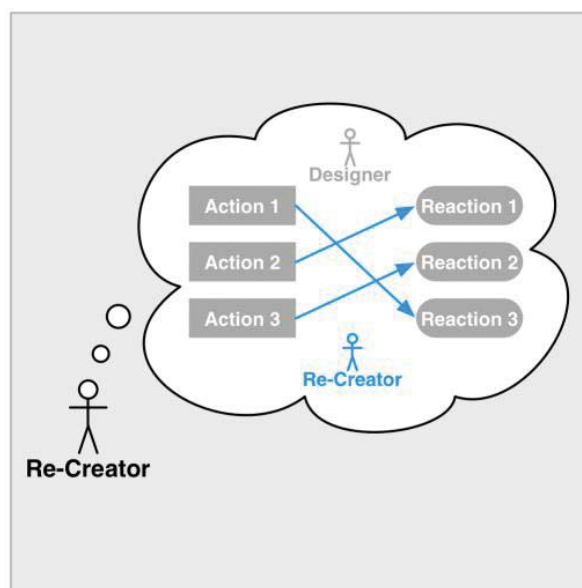 Designer
Action 1 Reaction 1
Action 2 Reaction 2
Action 3 Reaction 3
Re-Creator
Re-Creator